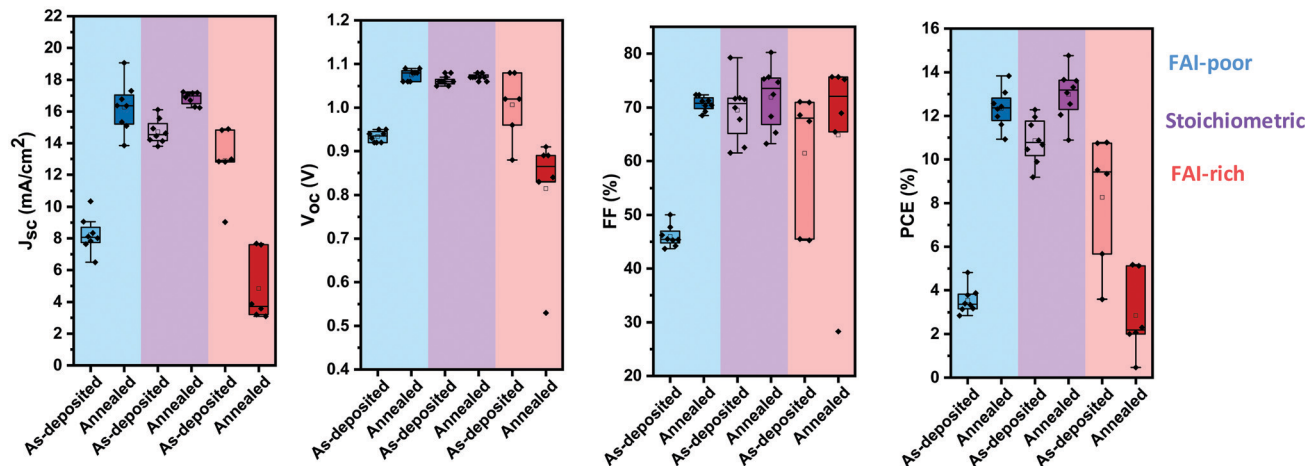 J_SC (mA/cm²)
20
18
16
14
12
10
8
6
4
2
0
As-deposited
Annealed
As-deposited
Annealed
As-deposited
Annealed
V_OC (V)
1.2
1.1
1.0
0.9
0.8
0.7
0.6
0.5
0.4
As-deposited
Annealed
As-deposited
Annealed
As-deposited
Annealed
FF (%)
80
70
60
50
40
30
20
As-deposited
Annealed
As-deposited
Annealed
As-deposited
Annealed
PCE (%)
16
14
12
10
8
6
4
2
0
As-deposited
Annealed
As-deposited
Annealed
As-deposited
Annealed
FAI-poor
Stoichiometric
FAI-rich